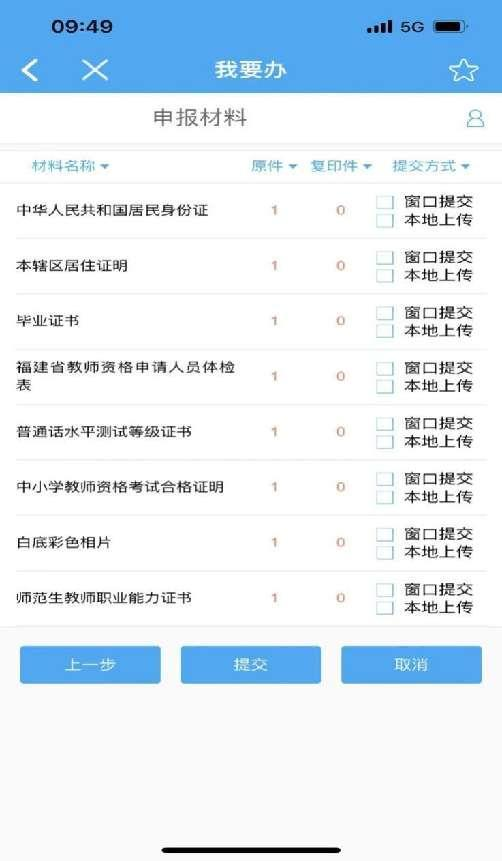 09:49 5G
我要办
申报材料
材料名称 原件 复印件 提交方式
中华人民共和国居民身份证 1 0 窗口提交
本地上传
本辖区居住证明 1 0 窗口提交
本地上传
毕业证书 1 0 窗口提交
本地上传
福建省教师资格申请人员体检 1 0 窗口提交
表 本地上传
普通话水平测试等级证书 1 0 窗口提交
本地上传
中小学教师资格考试合格证明 1 0 窗口提交
本地上传
白底彩色相片 1 0 窗口提交
本地上传
师范生教师职业能力证书 1 0 窗口提交
本地上传
上一步 提交 取消